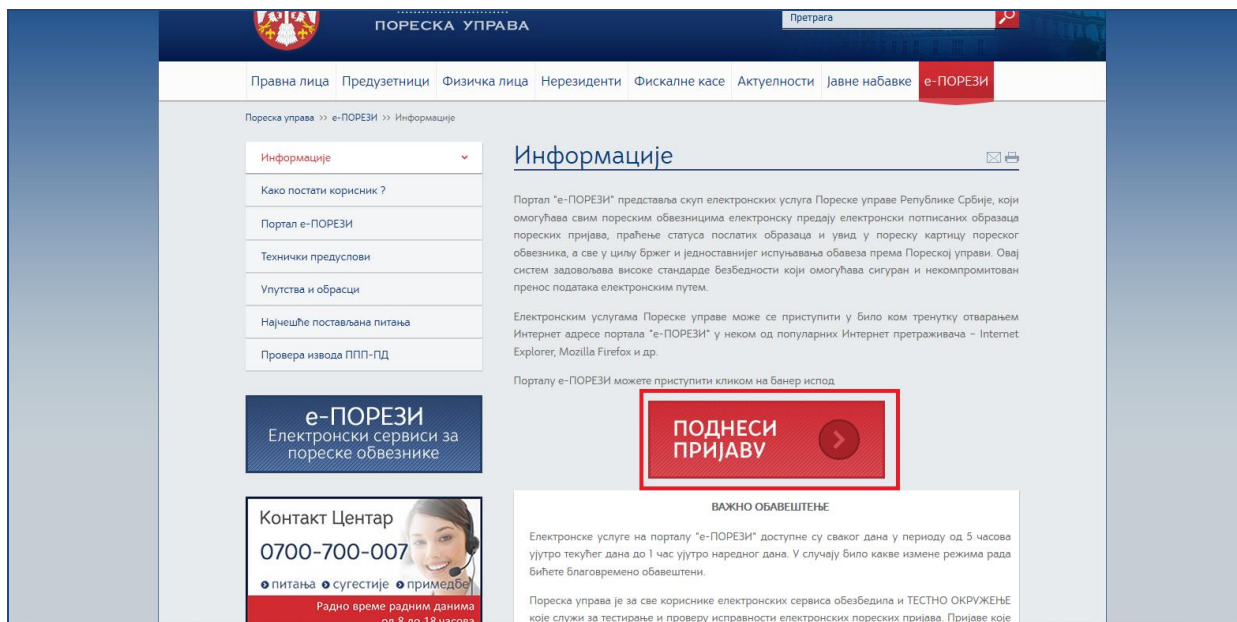 ПОРЕСКА УПРАВА
Претрага
Правна лица Предузетници Физичка лица Нерезиденти Фискалне касе Актуелности Јавне набавке е-ПОРЕЗИ
Пореска управа >> е-ПОРЕЗИ >> Информације
Информације
Како постати корисник ?
Портал е-ПОРЕЗИ
Технички предуслови
Упутства и обрасци
Најчешће постављана питања
Провера извода ППП-ПД
е-ПОРЕЗИ
Електронски сервиси за
пореске обвезнике
Контакт Центар
0700-700-007
питања сугестије примедбе
Радно време радним данима
од 8 до 18 часова
Информације
Портал "е-ПОРЕЗИ" представља скуп електронских услуга Пореске управе Републике Србије, који
омогућава свим пореским обвезницима електронску предају електронски потписаних образаца
пореских пријава, праћење статуса послатих образаца и увид у пореску картицу пореског
обвезника, а све у циљу бржег и једноставнијег испуњавања обавеза према Пореској управи. Овај
систем задовољава високе стандарде безбедности који омогућава сигуран и некомпромитован
пренос података електронским путем.
Електронским услугама Пореске управе може се приступити у било ком тренутку отварањем
Интернет адресе портала "е-ПОРЕЗИ" у неком од популарних Интернет претраживача – Internet
Explorer, Mozilla Firefox и др.
Порталу е-ПОРЕЗИ можете приступити кликом на банер испод
ПОДНЕСИ
ПРИЈАВУ
ВАЖНО ОБАВЕШТЕЊЕ
Електронске услуге на порталу "е-ПОРЕЗИ" доступне су сваког дана у периоду од 5 часова
ујутро текућег дана до 1 час ујутро наредног дана. У случају било какве измене режима рада
бићете благовремено обавештени.
Пореска управа је за све кориснике електронских сервиса обезбедила и ТЕСТНО ОКРУЖЕЊЕ
које служи за тестирање и проверу исправности електронских пореских пријава. Пријаве које